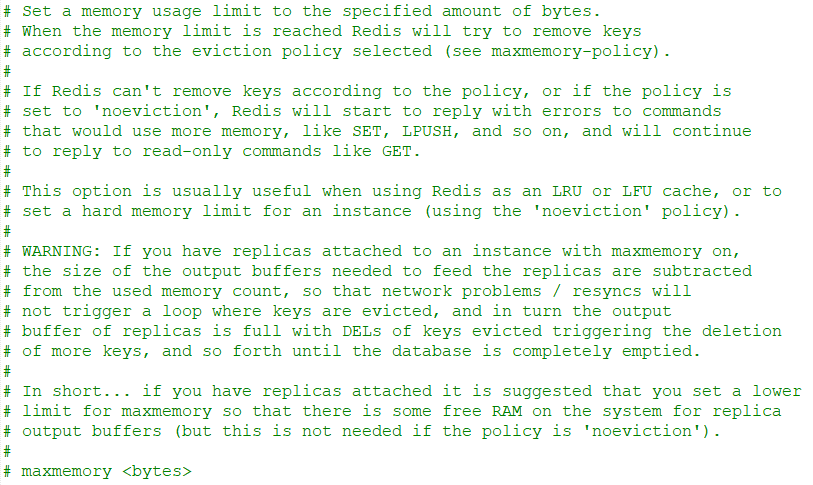 # Set a memory usage limit to the specified amount of bytes.
# When the memory limit is reached Redis will try to remove keys
# according to the eviction policy selected (see maxmemory-policy).
#
# If Redis can't remove keys according to the policy, or if the policy is
# set to 'noeviction', Redis will start to reply with errors to commands
# that would use more memory, like SET, LPUSH, and so on, and will continue
# to reply to read-only commands like GET.
#
# This option is usually useful when using Redis as an LRU or LFU cache, or to
# set a hard memory limit for an instance (using the 'noeviction' policy).
#
# WARNING: If you have replicas attached to an instance with maxmemory on,
# the size of the output buffers needed to feed the replicas are subtracted
# from the used memory count, so that network problems / resyncs will
# not trigger a loop where keys are evicted, and in turn the output
# buffer of replicas is full with DELs of keys evicted triggering the deletion
# of more keys, and so forth until the database is completely emptied.
#
# In short... if you have replicas attached it is suggested that you set a lower
# limit for maxmemory so that there is some free RAM on the system for replica
# output buffers (but this is not needed if the policy is 'noeviction').
#
# maxmemory <bytes>